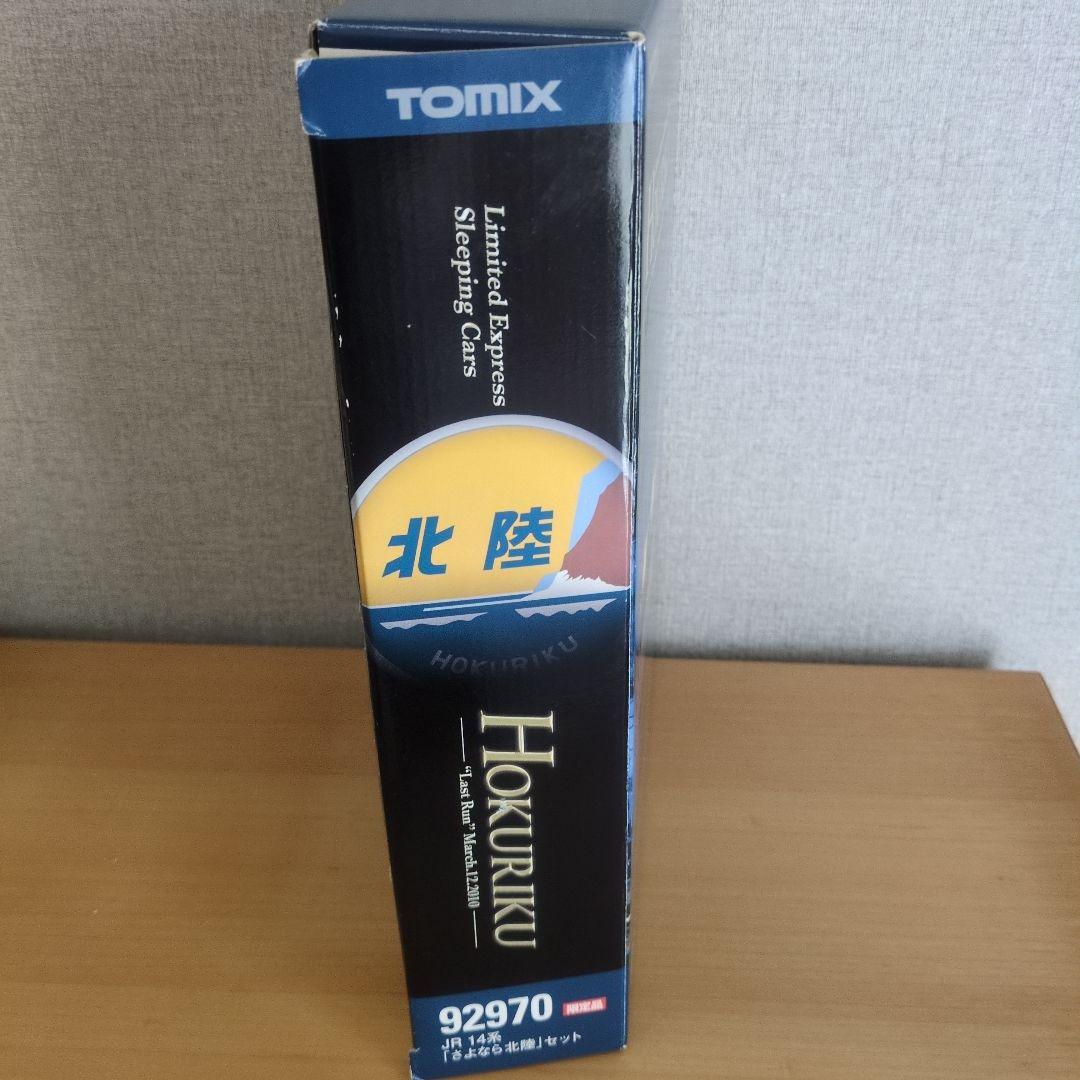 TOMIX
Limited Express
Sleeping Cars
北陸
HOKURIKU
HOKURIKU
“Last Run” March.12.2010
92970 限定品
JR 14系
「さよなら北陸」セット